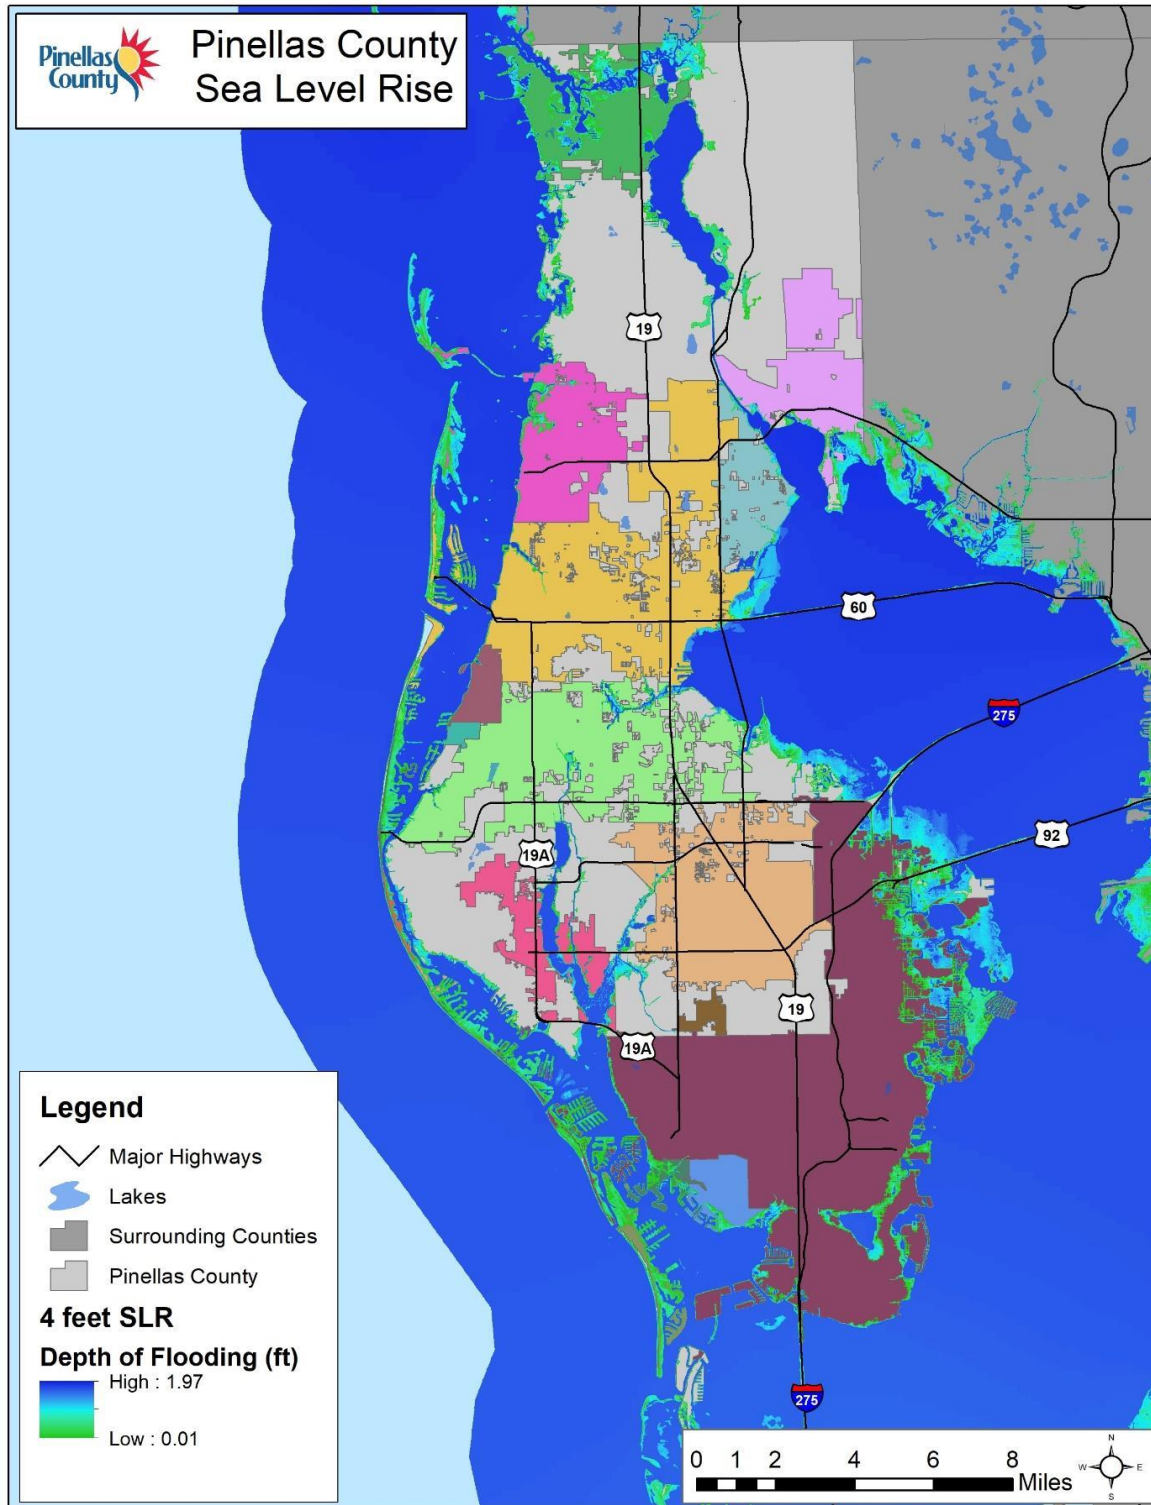 Pinellas
County
Pinellas County
Sea Level Rise
19
60
275
92
19A
19
19A
275
Legend
Major Highways
Lakes
Surrounding Counties
Pinellas County
4 feet SLR
Depth of Flooding (ft)
High : 1.97
Low : 0.01
0 1 2 4 6 8
Miles
N
W E
S